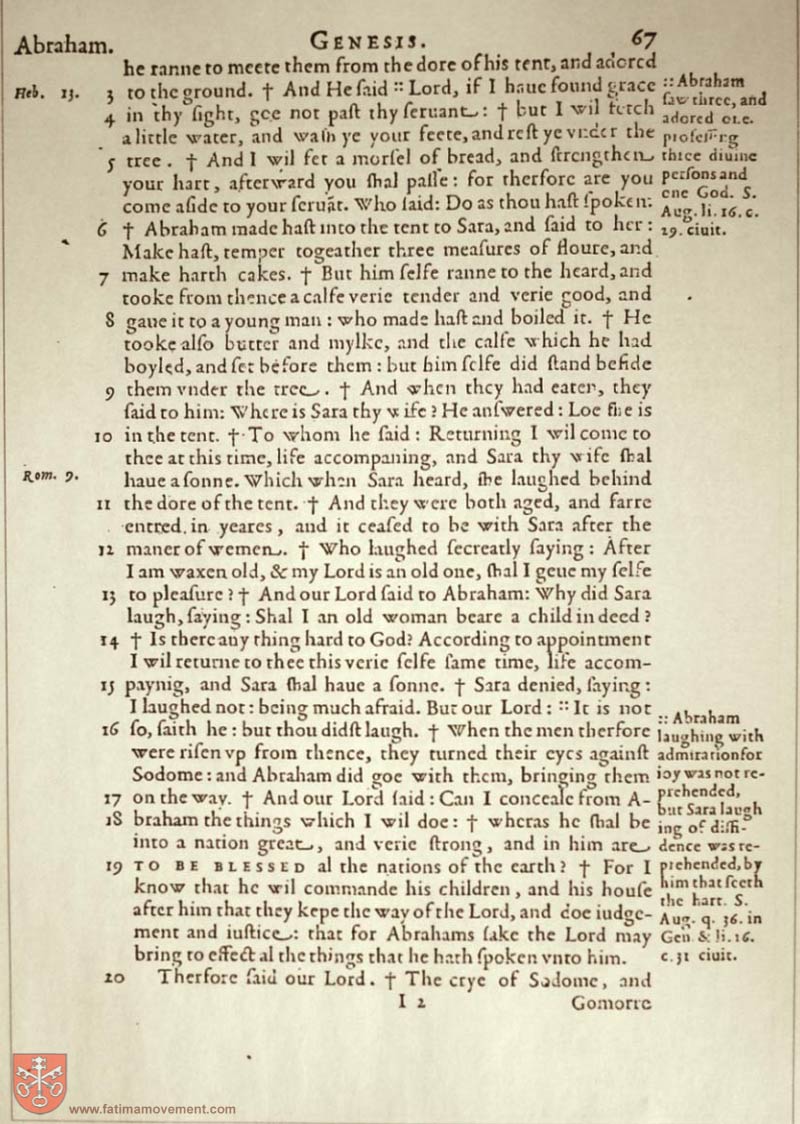 Abraham.
GENESIS.
67
he ranne to meete them from the dore of his tent, and adored
Heb. 13.
3 to the ground. † And He ſaid :: Lord, if I haue found grace
4 in thy ſight, goe not paſt thy ſeruant: † but I wil fetch
a little water, and waſh ye your feete, and reſt ye vnder the
5 tree. † And I wil ſet a morſel of bread, and ſtrengthen
your hart, afterward you ſhal paſſe: for therfore are you
come aſide to your ſeruãt. Who ſaid: Do as thou haſt ſpoken:
6 † Abraham made haſt into the tent to Sara, and ſaid to her:
Make haſt, temper togeather three meaſures of floure, and
7 make harth cakes. † But him ſelfe ranne to the heard, and
tooke from thence a calfe verie tender and verie good, and
8 gaue it to a young man: who made haſt and boiled it. † He
tooke alſo butter and mylke, and the calfe which he had
boyled, and ſet before them: but him ſelfe did ſtand beſide
9 them vnder the tree. † And when they had eaten, they
ſaid to him: Where is Sara thy wife? He anſwered: Loe ſhe is
10 in the tent. † To whom he ſaid: Returning I wil come to
thee at this time, life accompaning, and Sara thy wife ſhal
Rom. 9.
haue a ſonne. Which when Sara heard, ſhe laughed behind
11 the dore of the tent. † And they were both aged, and farre
entred in yeares, and it ceaſed to be with Sara after the
12 maner of wemen. † Who laughed ſecreatly ſaying: After
I am waxen old, & my Lord is an old one, ſhal I geue my ſelfe
13 to pleaſure? † And our Lord ſaid to Abraham: Why did Sara
laugh, ſaying: Shal I an old woman beare a child in deed?
14 † Is there any thing hard to God? According to appointment
I wil returne to thee this verie ſelfe ſame time, life accom-
15 paynig, and Sara ſhal haue a ſonne. † Sara denied, ſaying:
I laughed not: being much afraid. But our Lord: :: It is not
16 ſo, ſaith he: but thou didſt laugh. † When the men therfore
were riſen vp from thence, they turned their eyes againſt
Sodome: and Abraham did goe with them, bringing them
17 on the way. † And our Lord ſaid: Can I conceale from A-
18 braham the things which I wil doe: † wheras he ſhal be
into a nation great, and verie ſtrong, and in him are
19 TO BE BLESSED al the nations of the earth? † For I
know that he wil commande his children, and his houſe
after him that they kepe the way of the Lord, and doe iudge-
ment and iuſtice: that for Abrahams ſake the Lord may
bring to effect al the things that he hath ſpoken vnto him.
20 Therfore ſaid our Lord. † The crye of Sodome, and
I 2
Gomorre
:: Abraham
ſaw three, and
adored one.
profeſſing
three diuine
perſons and
one God. S.
Aug. li. 16. c.
29. ciuit.
:: Abraham
laughing with
admiration for
ioy was not re-
prehended,
but Sara laugh
ing of diffi-
dence was re-
prehended, by
him that ſeeth
the hart. S.
Aug. q. 36. in
Gen & li. 16.
c. 31 ciuit.
www.fatimamovement.com